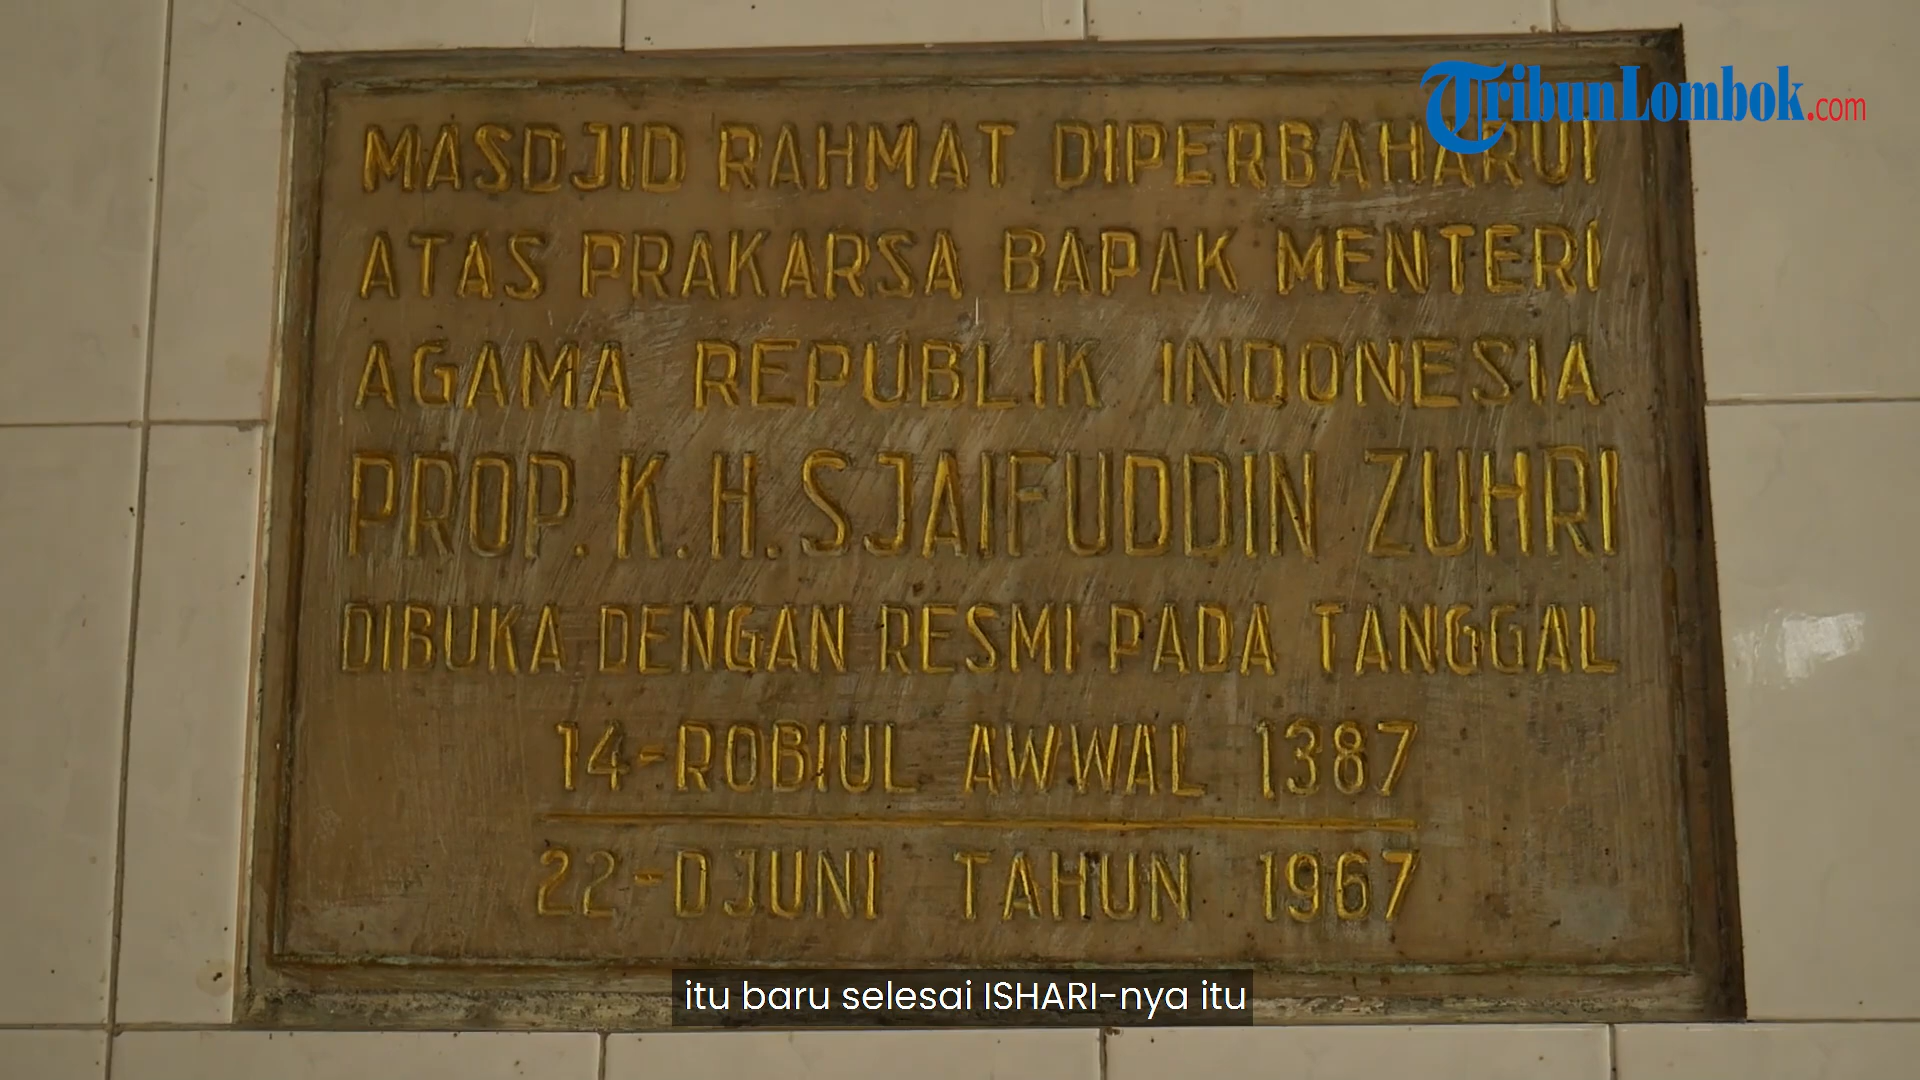 TribunLombok.com
MASDJID RAHMAT DIPERBAHARUI
ATAS PRAKARSA BAPAK MENTERI
AGAMA REPUBLIK INDONESIA
PROP. K. H. SJAIFUDDIN ZUHRI
DIBUKA DENGAN RESMI PADA TANGGAL
14-ROBIUL AWWAL 1387
22-DJUNI TAHUN 1967
itu baru selesai ISHARI-nya itu